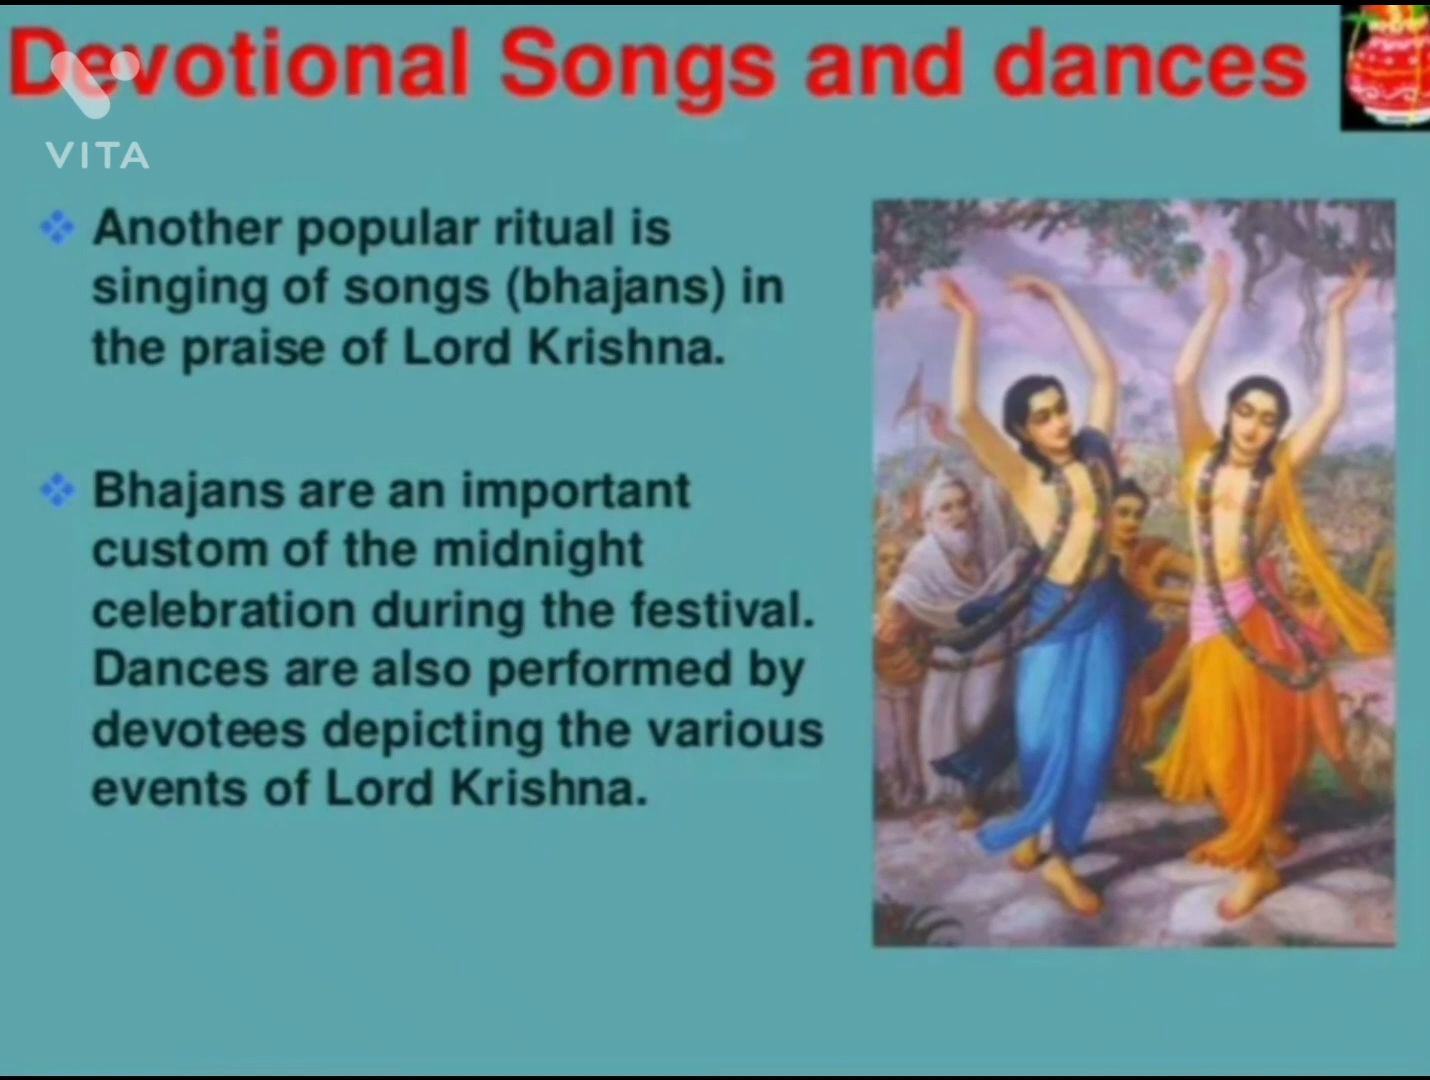 Devotional Songs and dances
VITA
Another popular ritual is
singing of songs (bhajans) in
the praise of Lord Krishna.
Bhajans are an important
custom of the midnight
celebration during the festival.
Dances are also performed by
devotees depicting the various
events of Lord Krishna.